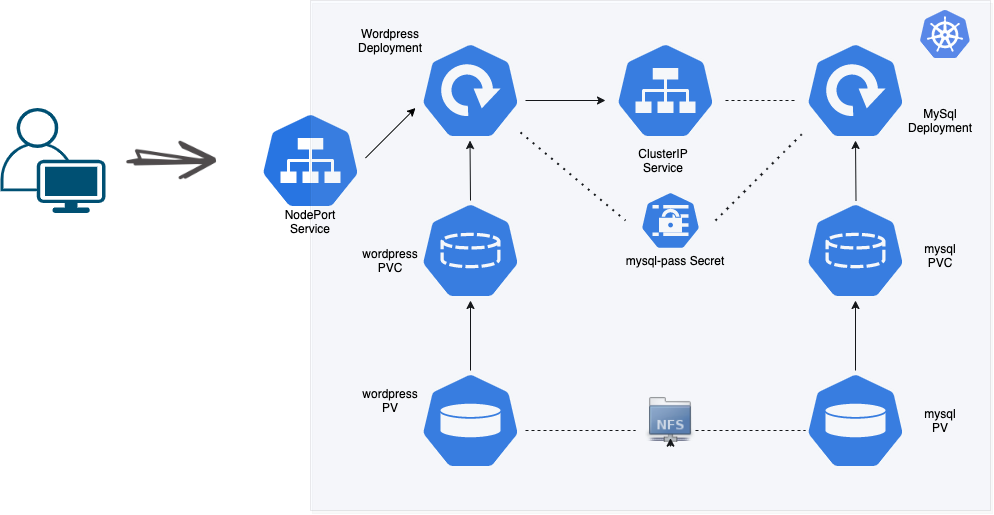 Wordpress
Deployment
MySql
Deployment
ClusterIP
Service
NodePort
Service
wordpress
PVC
mysql-pass Secret
mysql
PVC
wordpress
PV
NFS
mysql
PV